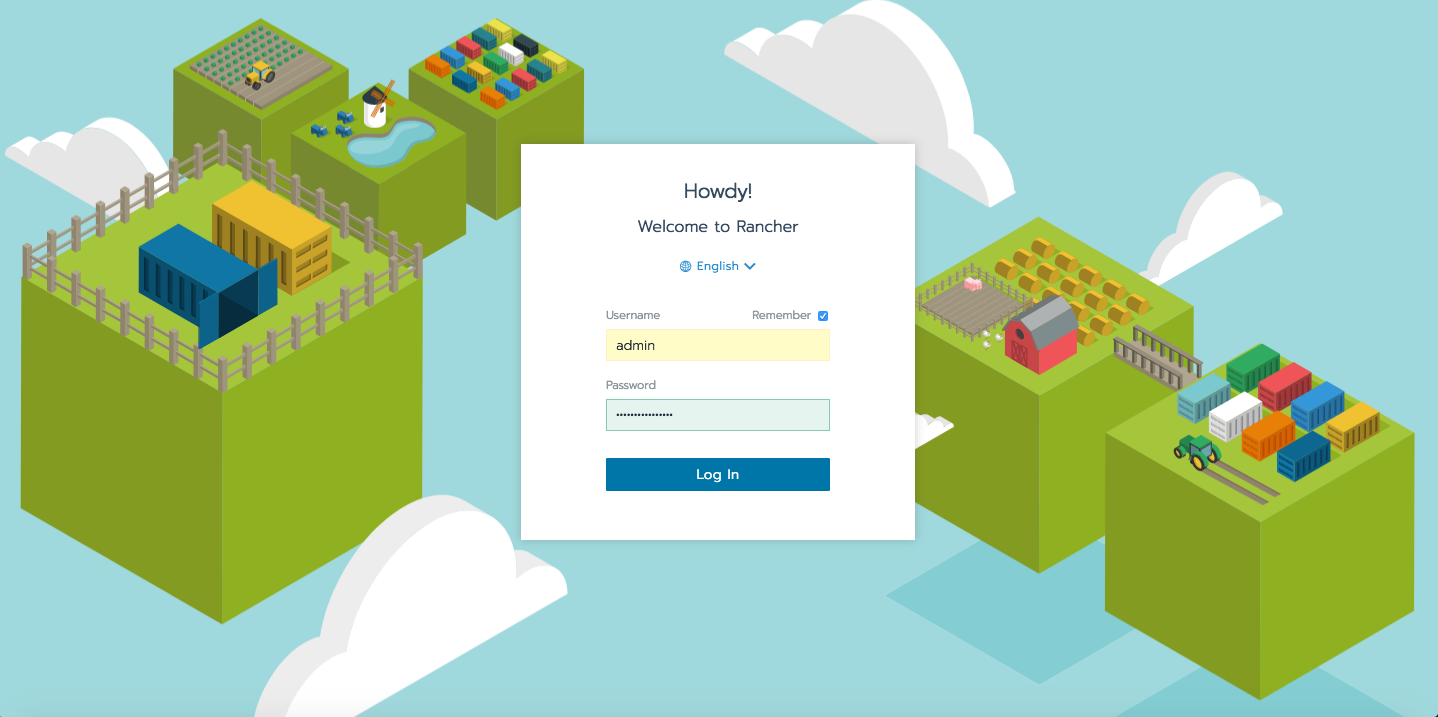 Howdy!
Welcome to Rancher
English
Username Remember
admin
Password
••••••••••••••••
Log In